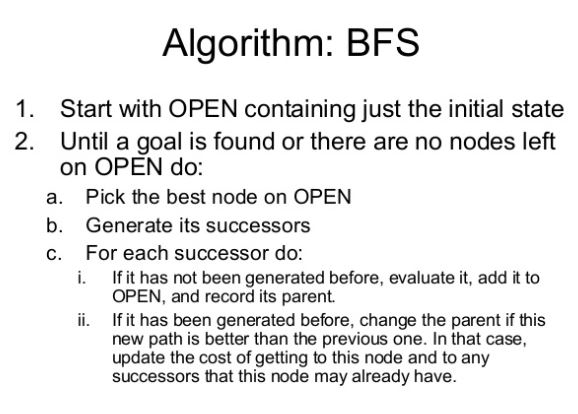 Algorithm: BFS
1. Start with OPEN containing just the initial state
2. Until a goal is found or there are no nodes left
on OPEN do:
a. Pick the best node on OPEN
b. Generate its successors
c. For each successor do:
i. If it has not been generated before, evaluate it, add it to
OPEN, and record its parent.
ii. If it has been generated before, change the parent if this
new path is better than the previous one. In that case,
update the cost of getting to this node and to any
successors that this node may already have.